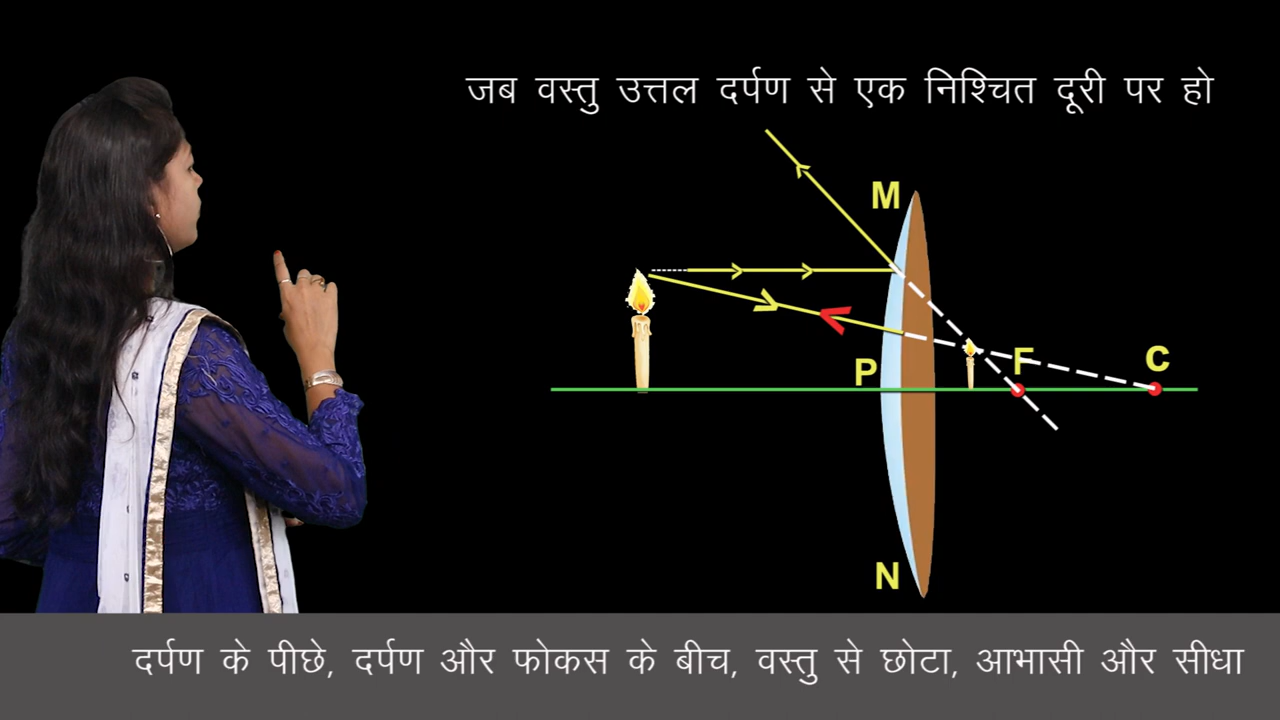 जब वस्तु उत्तल दर्पण से एक निश्चित दूरी पर हो
M
P
F
C
N
दर्पण के पीछे, दर्पण और फोकस के बीच, वस्तु से छोटा, आभासी और सीधा